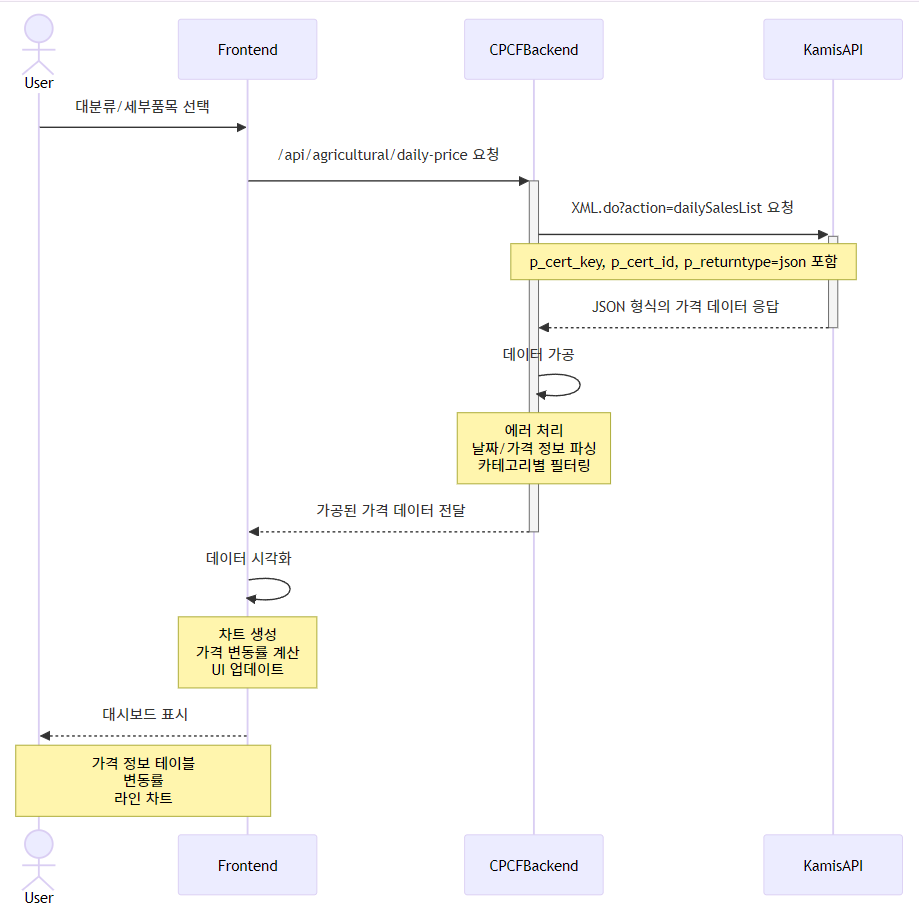 Frontend
CPCFBackend
KamisAPI
User
대분류/세부품목 선택
/api/agricultural/daily-price 요청
XML.do?action=dailySalesList 요청
p_cert_key, p_cert_id, p_returntype=json 포함
JSON 형식의 가격 데이터 응답
데이터 가공
에러 처리
날짜/가격 정보 파싱
카테고리별 필터링
가공된 가격 데이터 전달
데이터 시각화
차트 생성
가격 변동률 계산
UI 업데이트
대시보드 표시
가격 정보 테이블
변동률
라인 차트
Frontend
CPCFBackend
KamisAPI
User